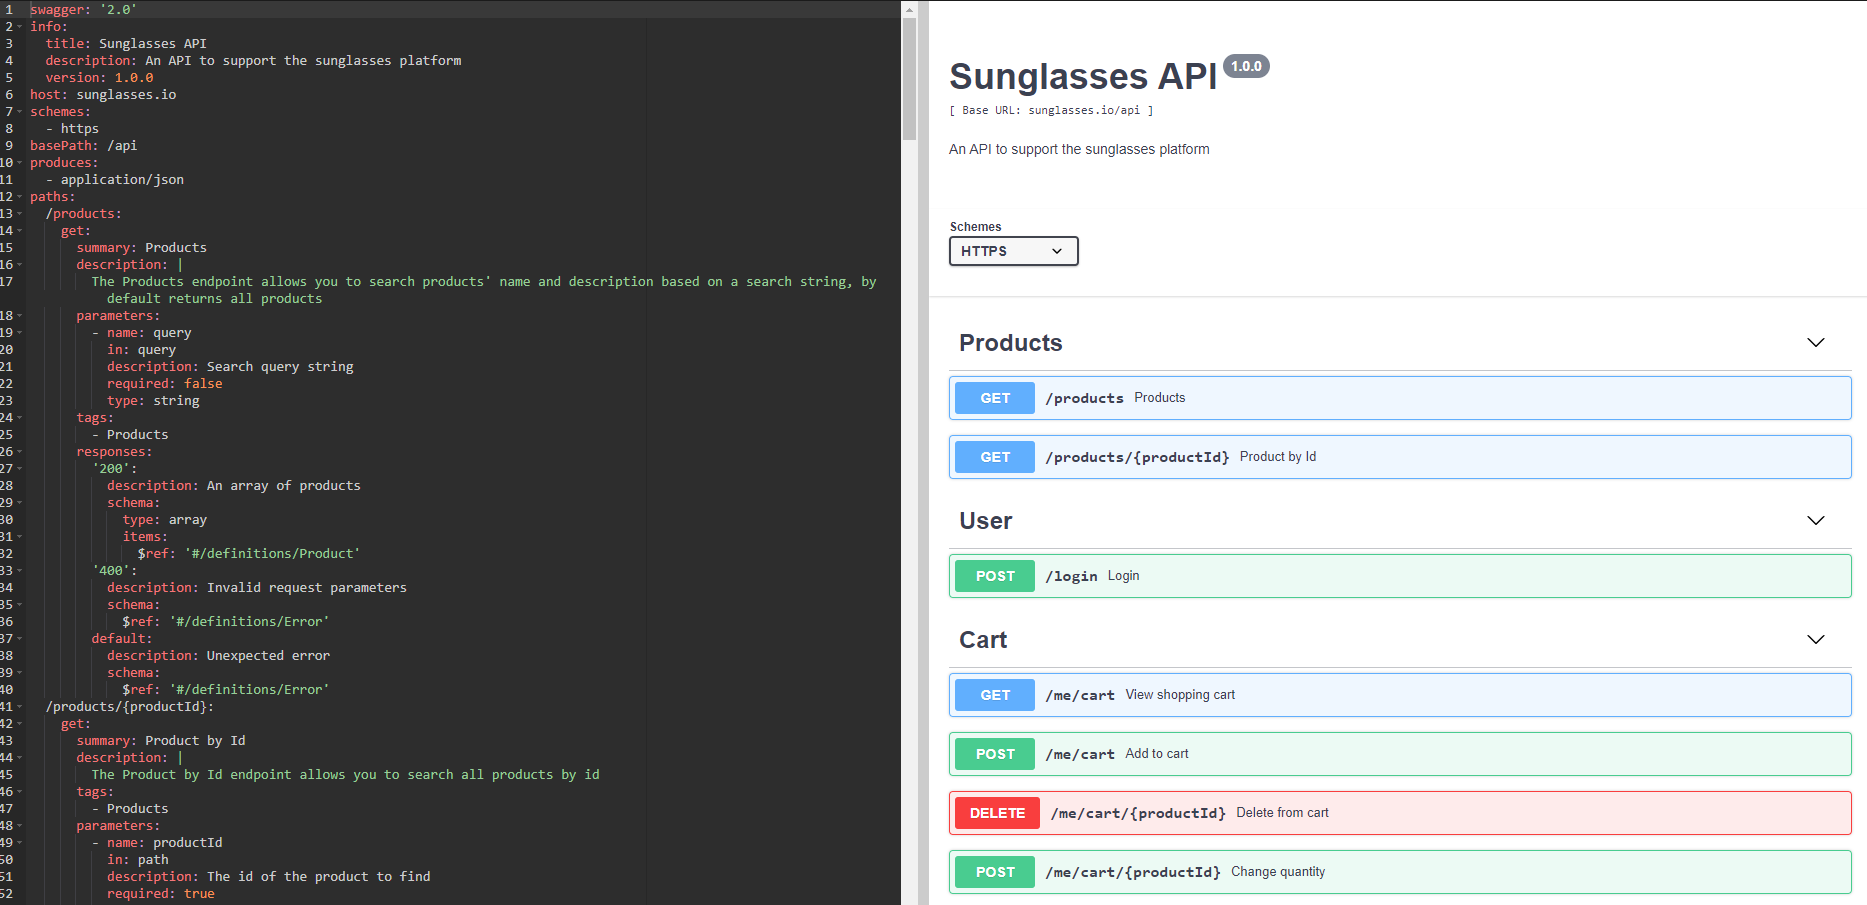 1 swagger: '2.0'
2 info:
3 title: Sunglasses API
4 description: An API to support the sunglasses platform
5 version: 1.0.0
6 host: sunglasses.io
7 schemes:
8 - https
9 basePath: /api
10 produces:
11 - application/json
12 paths:
13 /products:
14 get:
15 summary: Products
16 description: |
17 The Products endpoint allows you to search products' name and description based on a search string, by
default returns all products
18 parameters:
19 - name: query
20 in: query
21 description: Search query string
22 required: false
23 type: string
24 tags:
25 - Products
26 responses:
27 '200':
28 description: An array of products
29 schema:
30 type: array
31 items:
32 $ref: '#/definitions/Product'
33 '400':
34 description: Invalid request parameters
35 schema:
36 $ref: '#/definitions/Error'
37 default:
38 description: Unexpected error
39 schema:
40 $ref: '#/definitions/Error'
41 /products/{productId}:
42 get:
43 summary: Product by Id
44 description: |
45 The Product by Id endpoint allows you to search all products by id
46 tags:
47 - Products
48 parameters:
49 - name: productId
50 in: path
51 description: The id of the product to find
52 required: true
Sunglasses API 1.0.0
[ Base URL: sunglasses.io/api ]
An API to support the sunglasses platform
Schemes
HTTPS
Products
GET /products Products
GET /products/{productId} Product by Id
User
POST /login Login
Cart
GET /me/cart View shopping cart
POST /me/cart Add to cart
DELETE /me/cart/{productId} Delete from cart
POST /me/cart/{productId} Change quantity